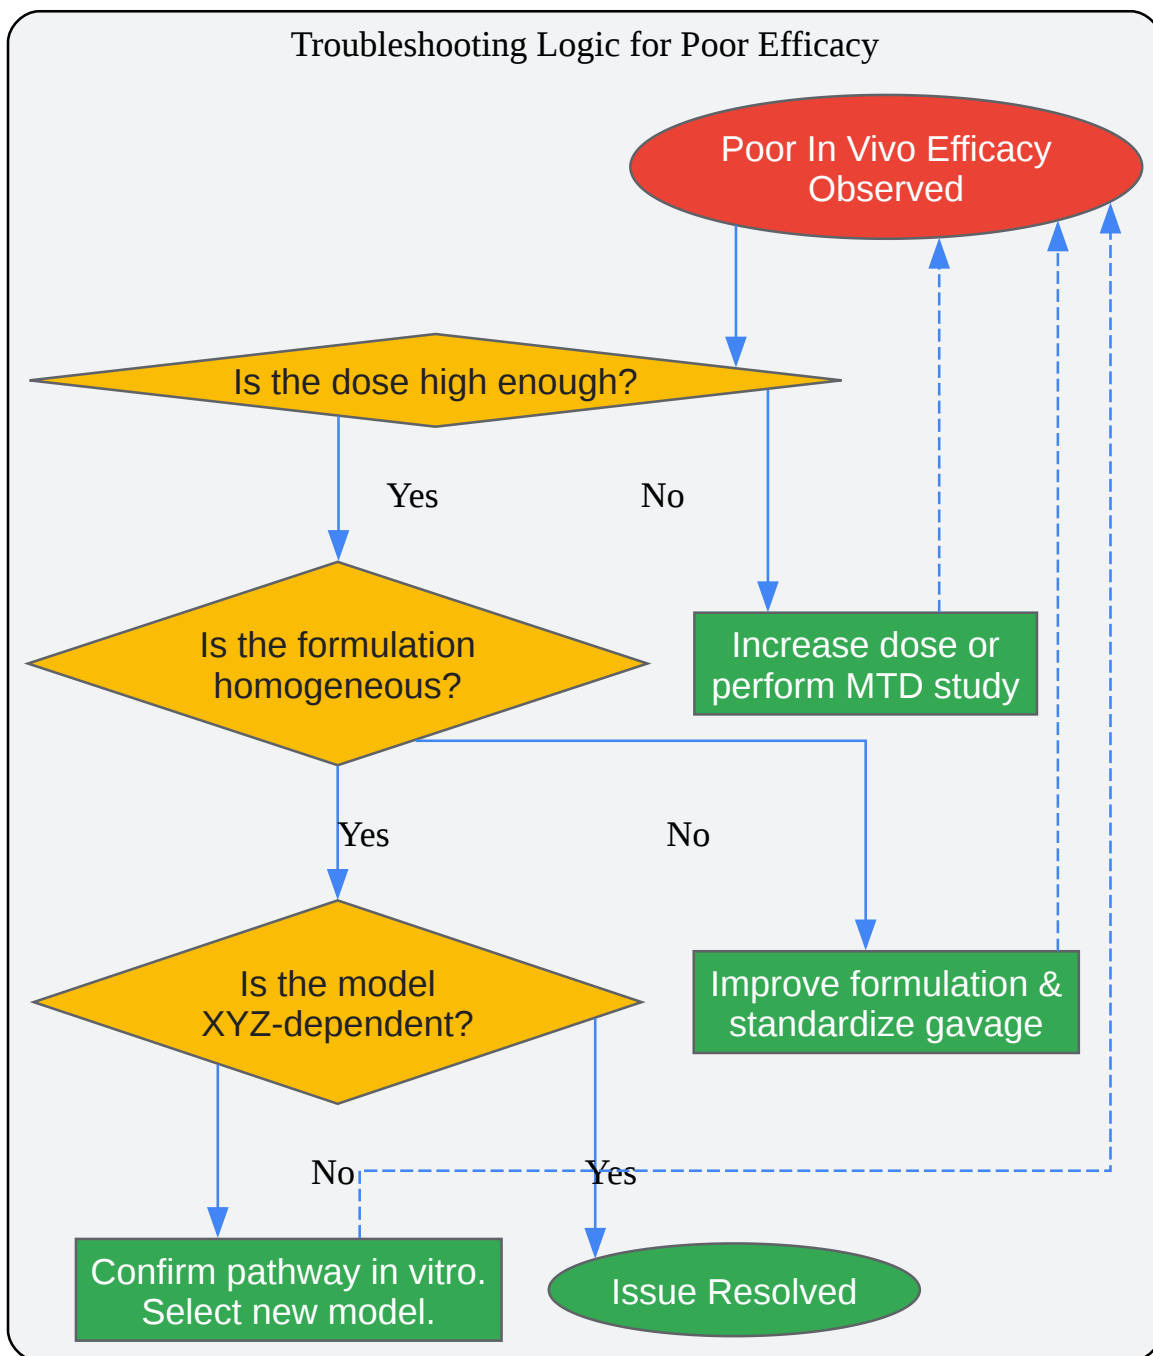 Troubleshooting Logic for Poor Efficacy
Poor In Vivo Efficacy
Observed
Is the dose high enough?
Yes
No
Is the formulation
homogeneous?
Increase dose or
perform MTD study
Yes
No
Is the model
XYZ-dependent?
Improve formulation &
standardize gavage
No
Yes
Confirm pathway in vitro.
Select new model.
Issue Resolved